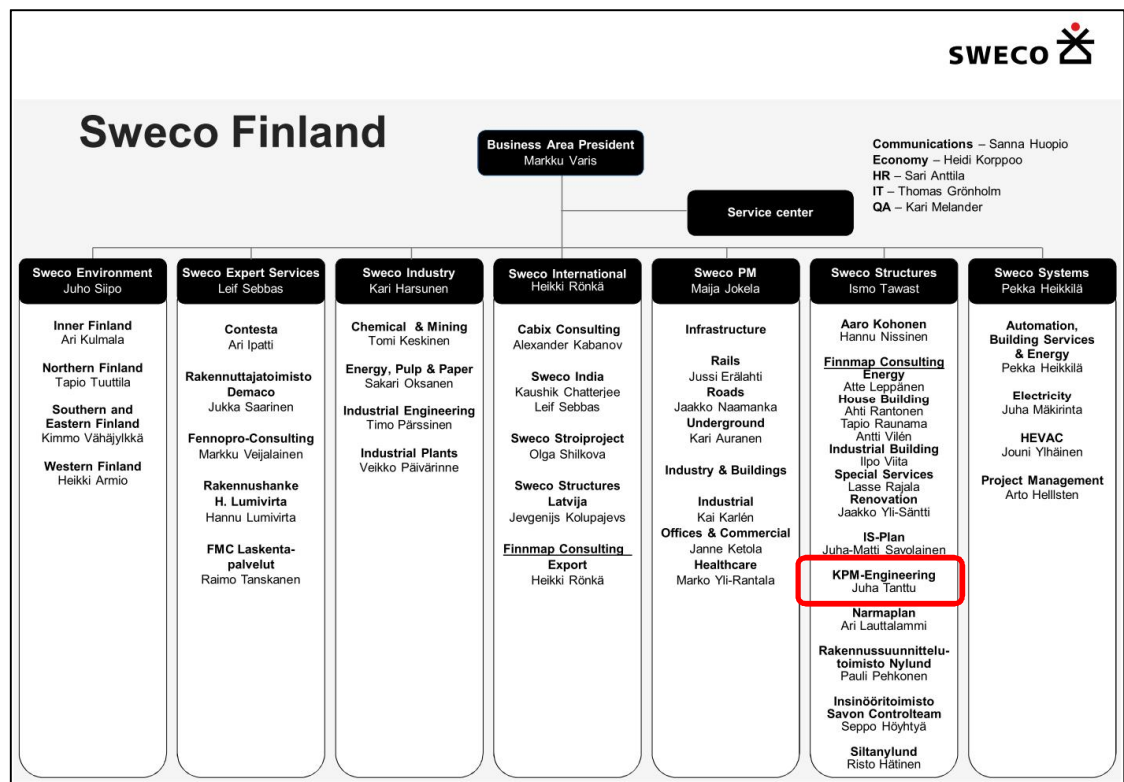 SWECO
Sweco Finland
Business Area President
Markku Varis
Communications – Sanna Huopio
Economy – Heidi Korppoo
HR – Sari Anttila
IT – Thomas Grönholm
QA – Kari Melander
Service center
Sweco Environment
Juho Siipo
Inner Finland
Ari Kulmala
Northern Finland
Tapio Tuuttila
Southern and
Eastern Finland
Kimmo Vähäjylkkä
Western Finland
Heikki Armio
Sweco Expert Services
Leif Sebbas
Contesta
Ari Ipatti
Rakennuttajatoimisto
Demaco
Jukka Saarinen
Fennopro-Consulting
Markku Veijalainen
Rakennushanke
H. Lumivirta
Hannu Lumivirta
FMC Laskenta-
palvelut
Raimo Tanskanen
Sweco Industry
Kari Harsunen
Chemical & Mining
Tomi Keskinen
Energy, Pulp & Paper
Sakari Oksanen
Industrial Engineering
Timo Pärssinen
Industrial Plants
Veikko Päivärinne
Sweco International
Heikki Rönkä
Cabix Consulting
Alexander Kabanov
Sweco India
Kaushik Chatterjee
Leif Sebbas
Sweco Stroiproject
Olga Shilkova
Sweco Structures
Latvija
Jevgenijs Kolupajevs
Finnmap Consulting
Export
Heikki Rönkä
Sweco PM
Maija Jokela
Infrastructure
Rails
Jussi Erälahti
Roads
Jaakko Naamanka
Underground
Kari Auranen
Industry & Buildings
Industrial
Kai Karlén
Offices & Commercial
Janne Ketola
Healthcare
Marko Yli-Rantala
Sweco Structures
Ismo Tawast
Aaro Kohonen
Hannu Nissinen
Finnmap Consulting
Energy
Atte Leppänen
House Building
Ahti Rantonen
Tapio Raunama
Antti Vilén
Industrial Building
Ilpo Viita
Special Services
Lasse Rajala
Renovation
Jaakko Yli-Säntti
IS-Plan
Juha-Matti Savolainen
KPM-Engineering
Juha Tanttu
Narmaplan
Ari Lauttalammi
Rakennussuunnittelu-
toimisto Nylund
Pauli Pehkonen
Insinööritoimisto
Savon Controlteam
Seppo Höyhtyä
Siltanylund
Risto Hätinen
Sweco Systems
Pekka Heikkilä
Automation,
Building Services
& Energy
Pekka Heikkilä
Electricity
Juha Mäkirinta
HEVAC
Jouni Ylhäinen
Project Management
Arto Helllsten